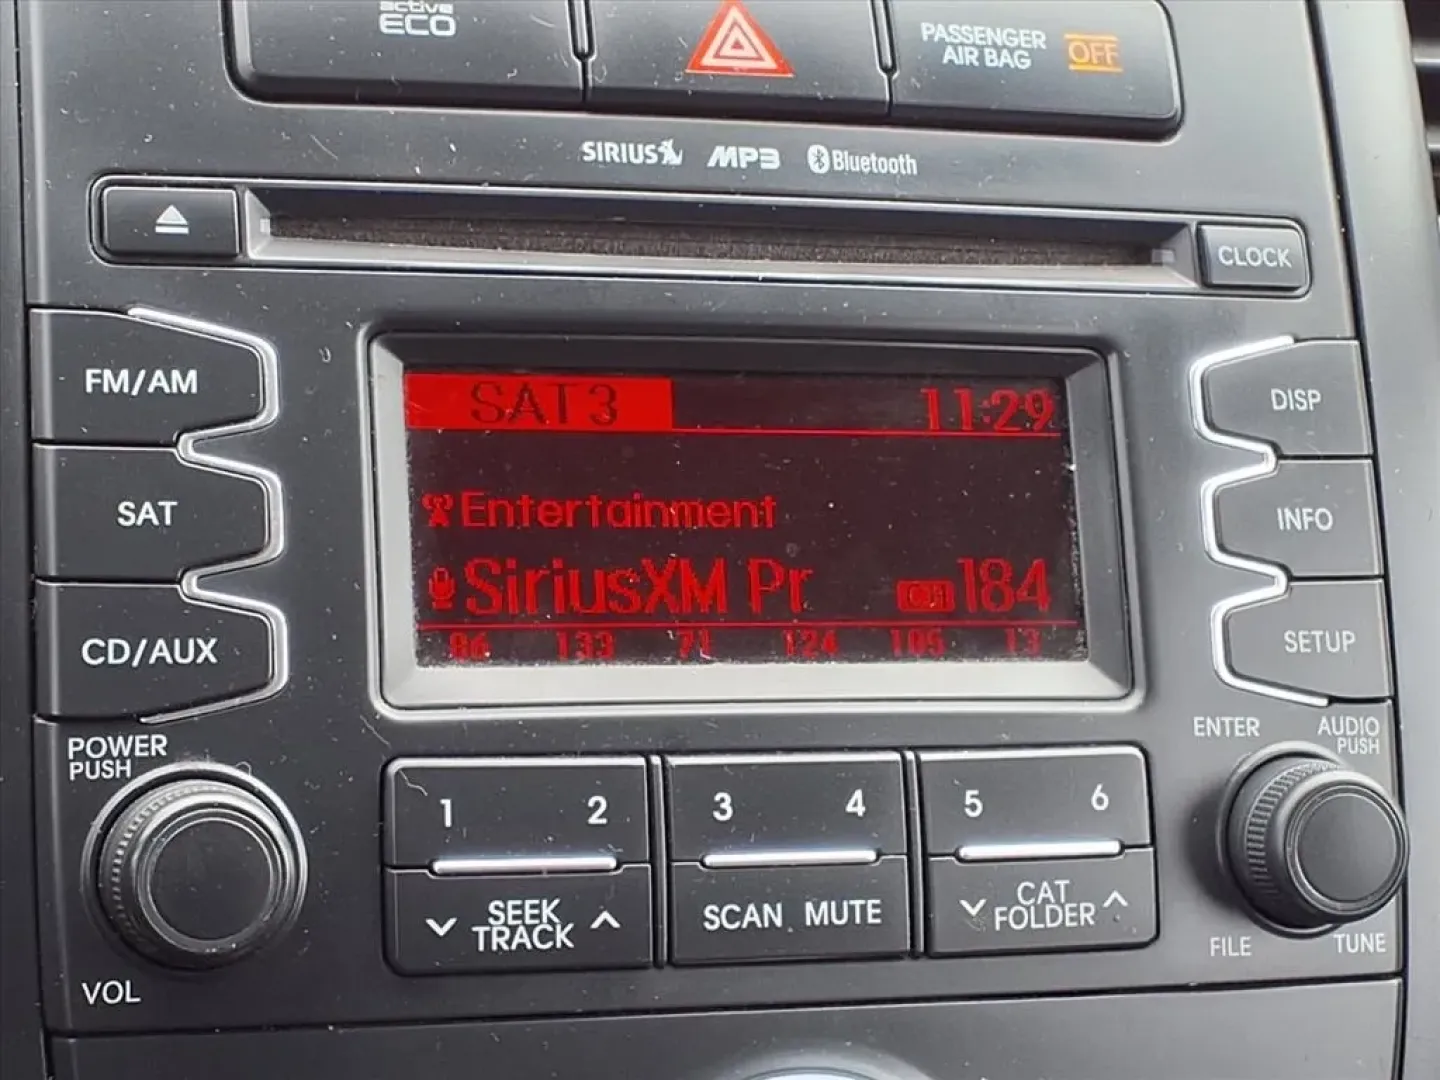 active
ECO
PASSENGER
AIR BAG OFF
SIRIUS MP3 Bluetooth
CLOCK
FM/AM
SAT
CD/AUX
SAT3 11:29
Entertainment
SiriusXM Pr CH 184
86 133 71 124 105 13
DISP
INFO
SETUP
POWER
PUSH
VOL
1 2 3 4 5 6
SEEK
TRACK
SCAN MUTE
CAT
FOLDER
ENTER
AUDIO
PUSH
FILE
TUNE